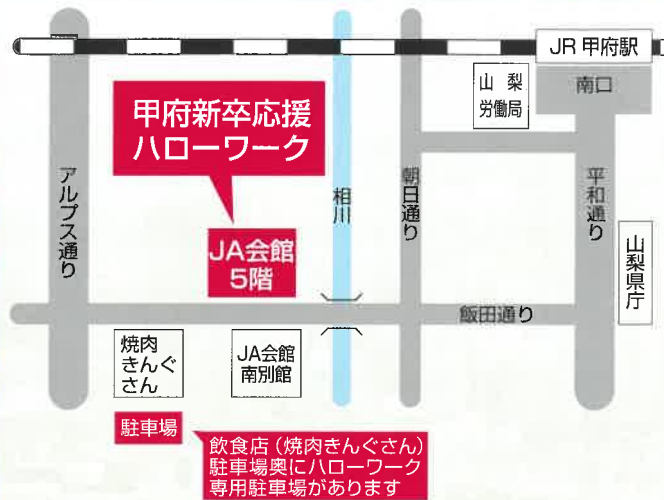 JR 甲府駅
南口
山 梨
労働局
甲府新卒応援
ハローワーク
アルプス通り
相川
朝日通り
平和通り
山梨県庁
JA会館
5階
飯田通り
焼肉
きんぐ
さん
JA会館
南別館
駐車場
飲食店（焼肉きんぐさん）
駐車場奥にハローワーク
専用駐車場があります